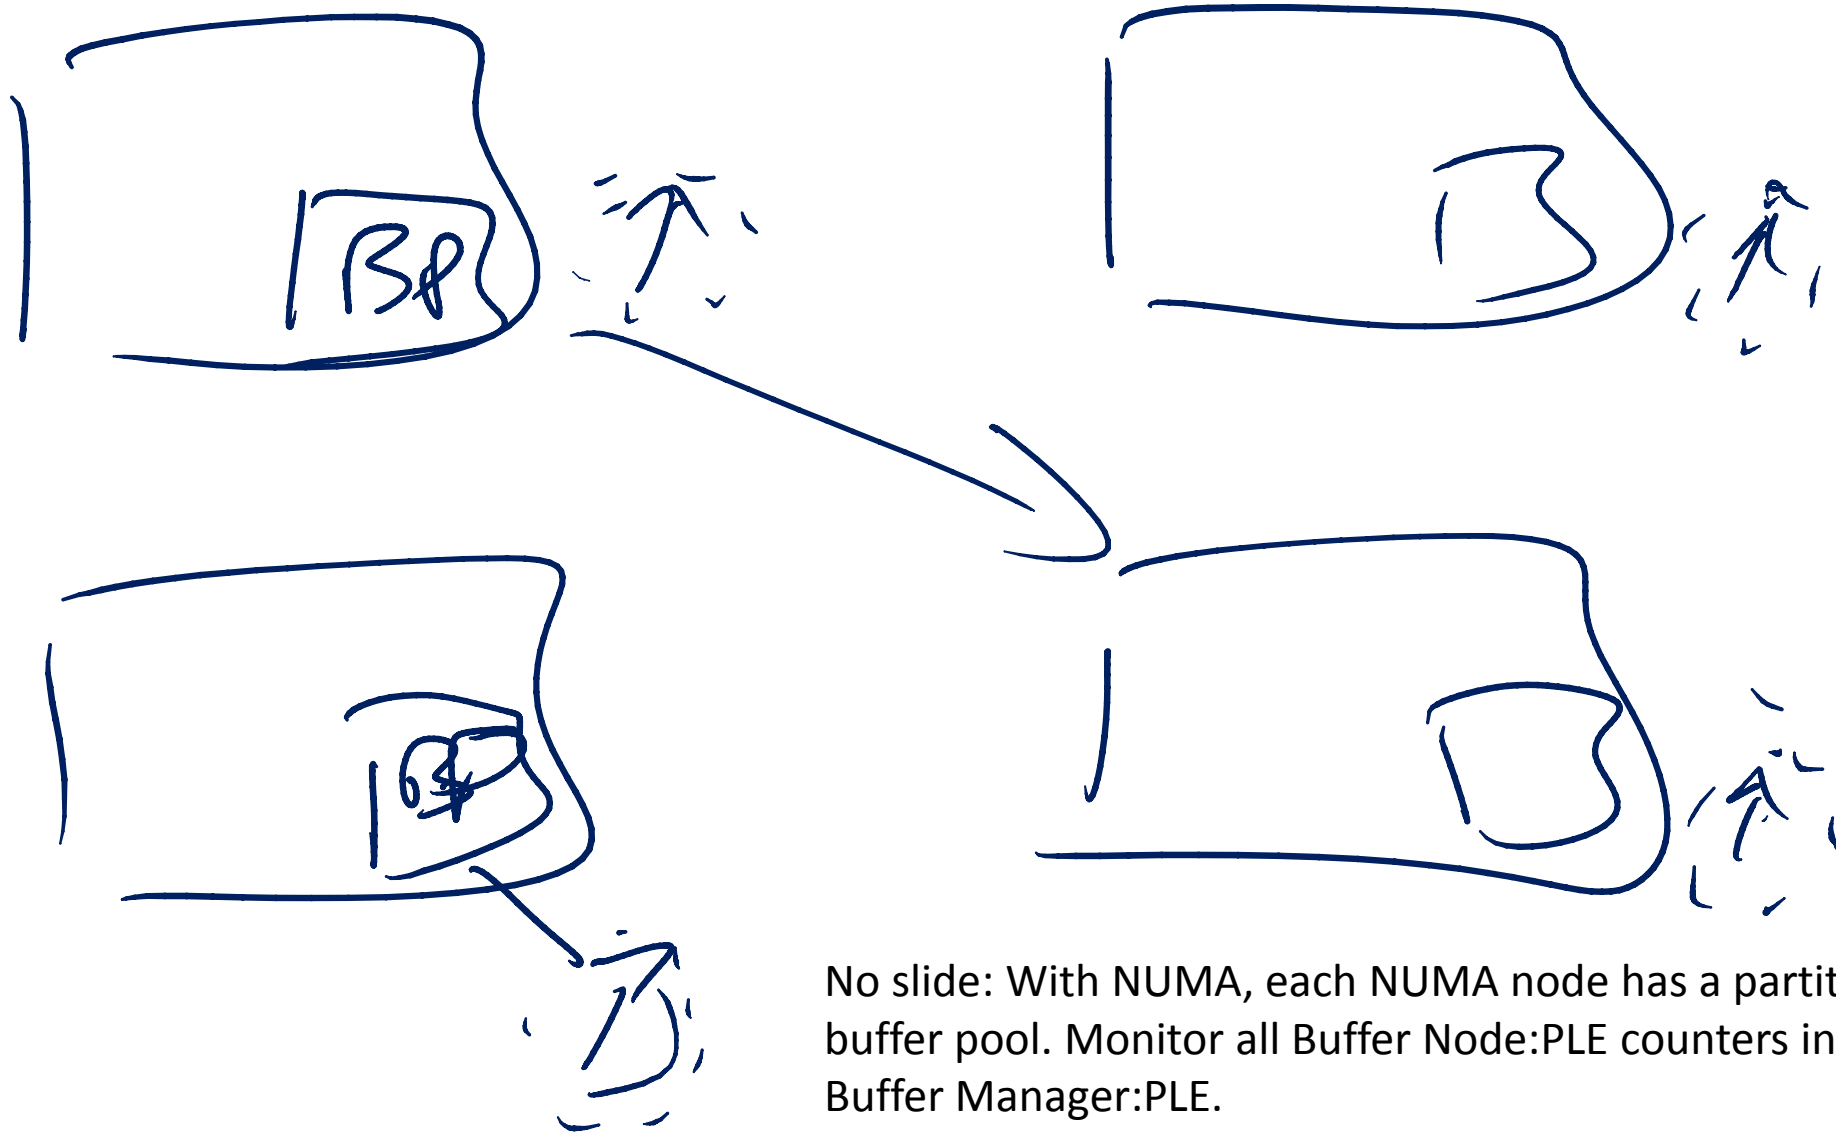 BP
BP
No slide: With NUMA, each NUMA node has a partit
buffer pool. Monitor all Buffer Node:PLE counters in
Buffer Manager:PLE.